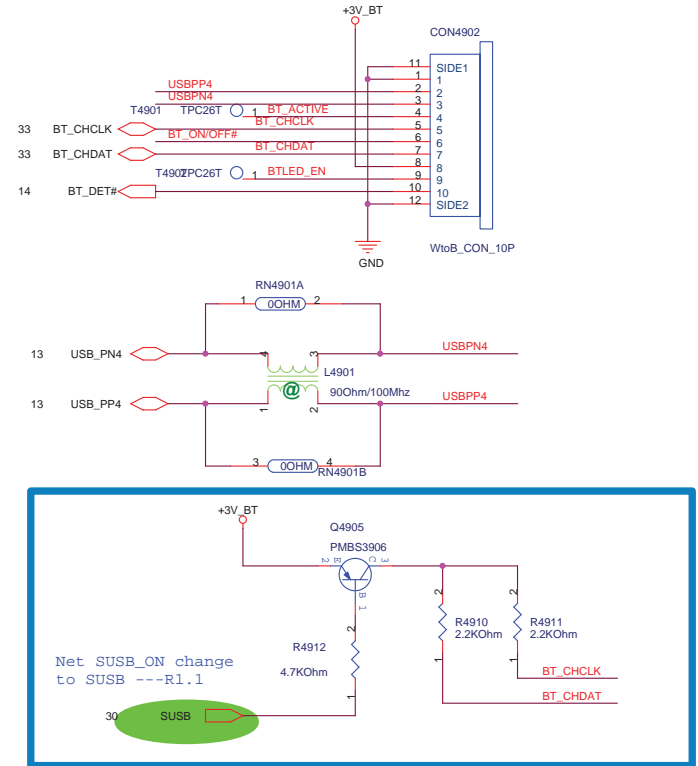 +3V_BT
CON4902
11 SIDE1
1 1
USBPP4 2 2
USBPN4 3 3
T4901 TPC26T 1 BT_ACTIVE 4 4
33 BT_CHCLK BT_CHCLK 5 5
BT_ON/OFF# 6 6
33 BT_CHDAT BT_CHDAT 7 7
8 8
T4902 TPC26T 1 BTLED_EN 9 9
14 BT_DET# 10 10
12 SIDE2
WtoB_CON_10P
GND
RN4901A
1 0OHM 2
13 USB_PN4 4 3 USBPN4
L4901
@ 90Ohm/100Mhz
13 USB_PP4 1 2 USBPP4
3 0OHM 4
RN4901B
+3V_BT
Q4905
PMBS3906
2 E C 3
B 1
2 2 2
R4910 R4911
2.2KOhm 2.2KOhm
R4912
4.7KOhm
1 1 1
Net SUSB_ON change
to SUSB ---R1.1
BT_CHCLK
BT_CHDAT
30 SUSB